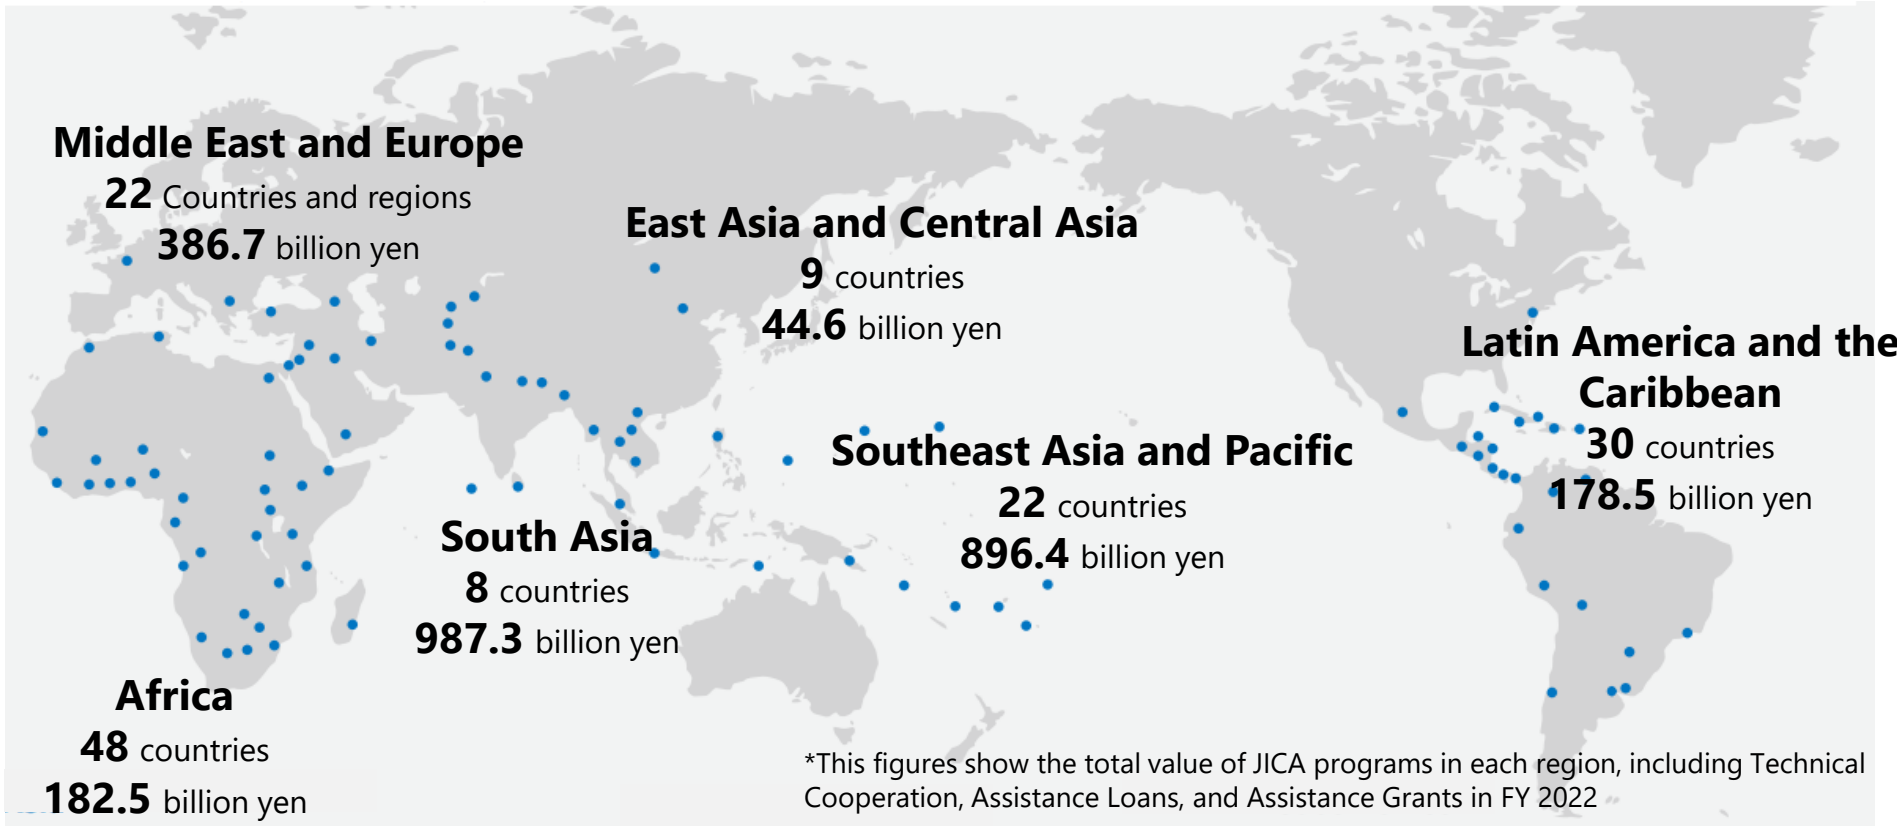 Middle East and Europe
22 Countries and regions
386.7 billion yen
East Asia and Central Asia
9 countries
44.6 billion yen
Latin America and the
Caribbean
30 countries
178.5 billion yen
Southeast Asia and Pacific
22 countries
896.4 billion yen
South Asia
8 countries
987.3 billion yen
Africa
48 countries
182.5 billion yen
*This figures show the total value of JICA programs in each region, including Technical
Cooperation, Assistance Loans, and Assistance Grants in FY 2022